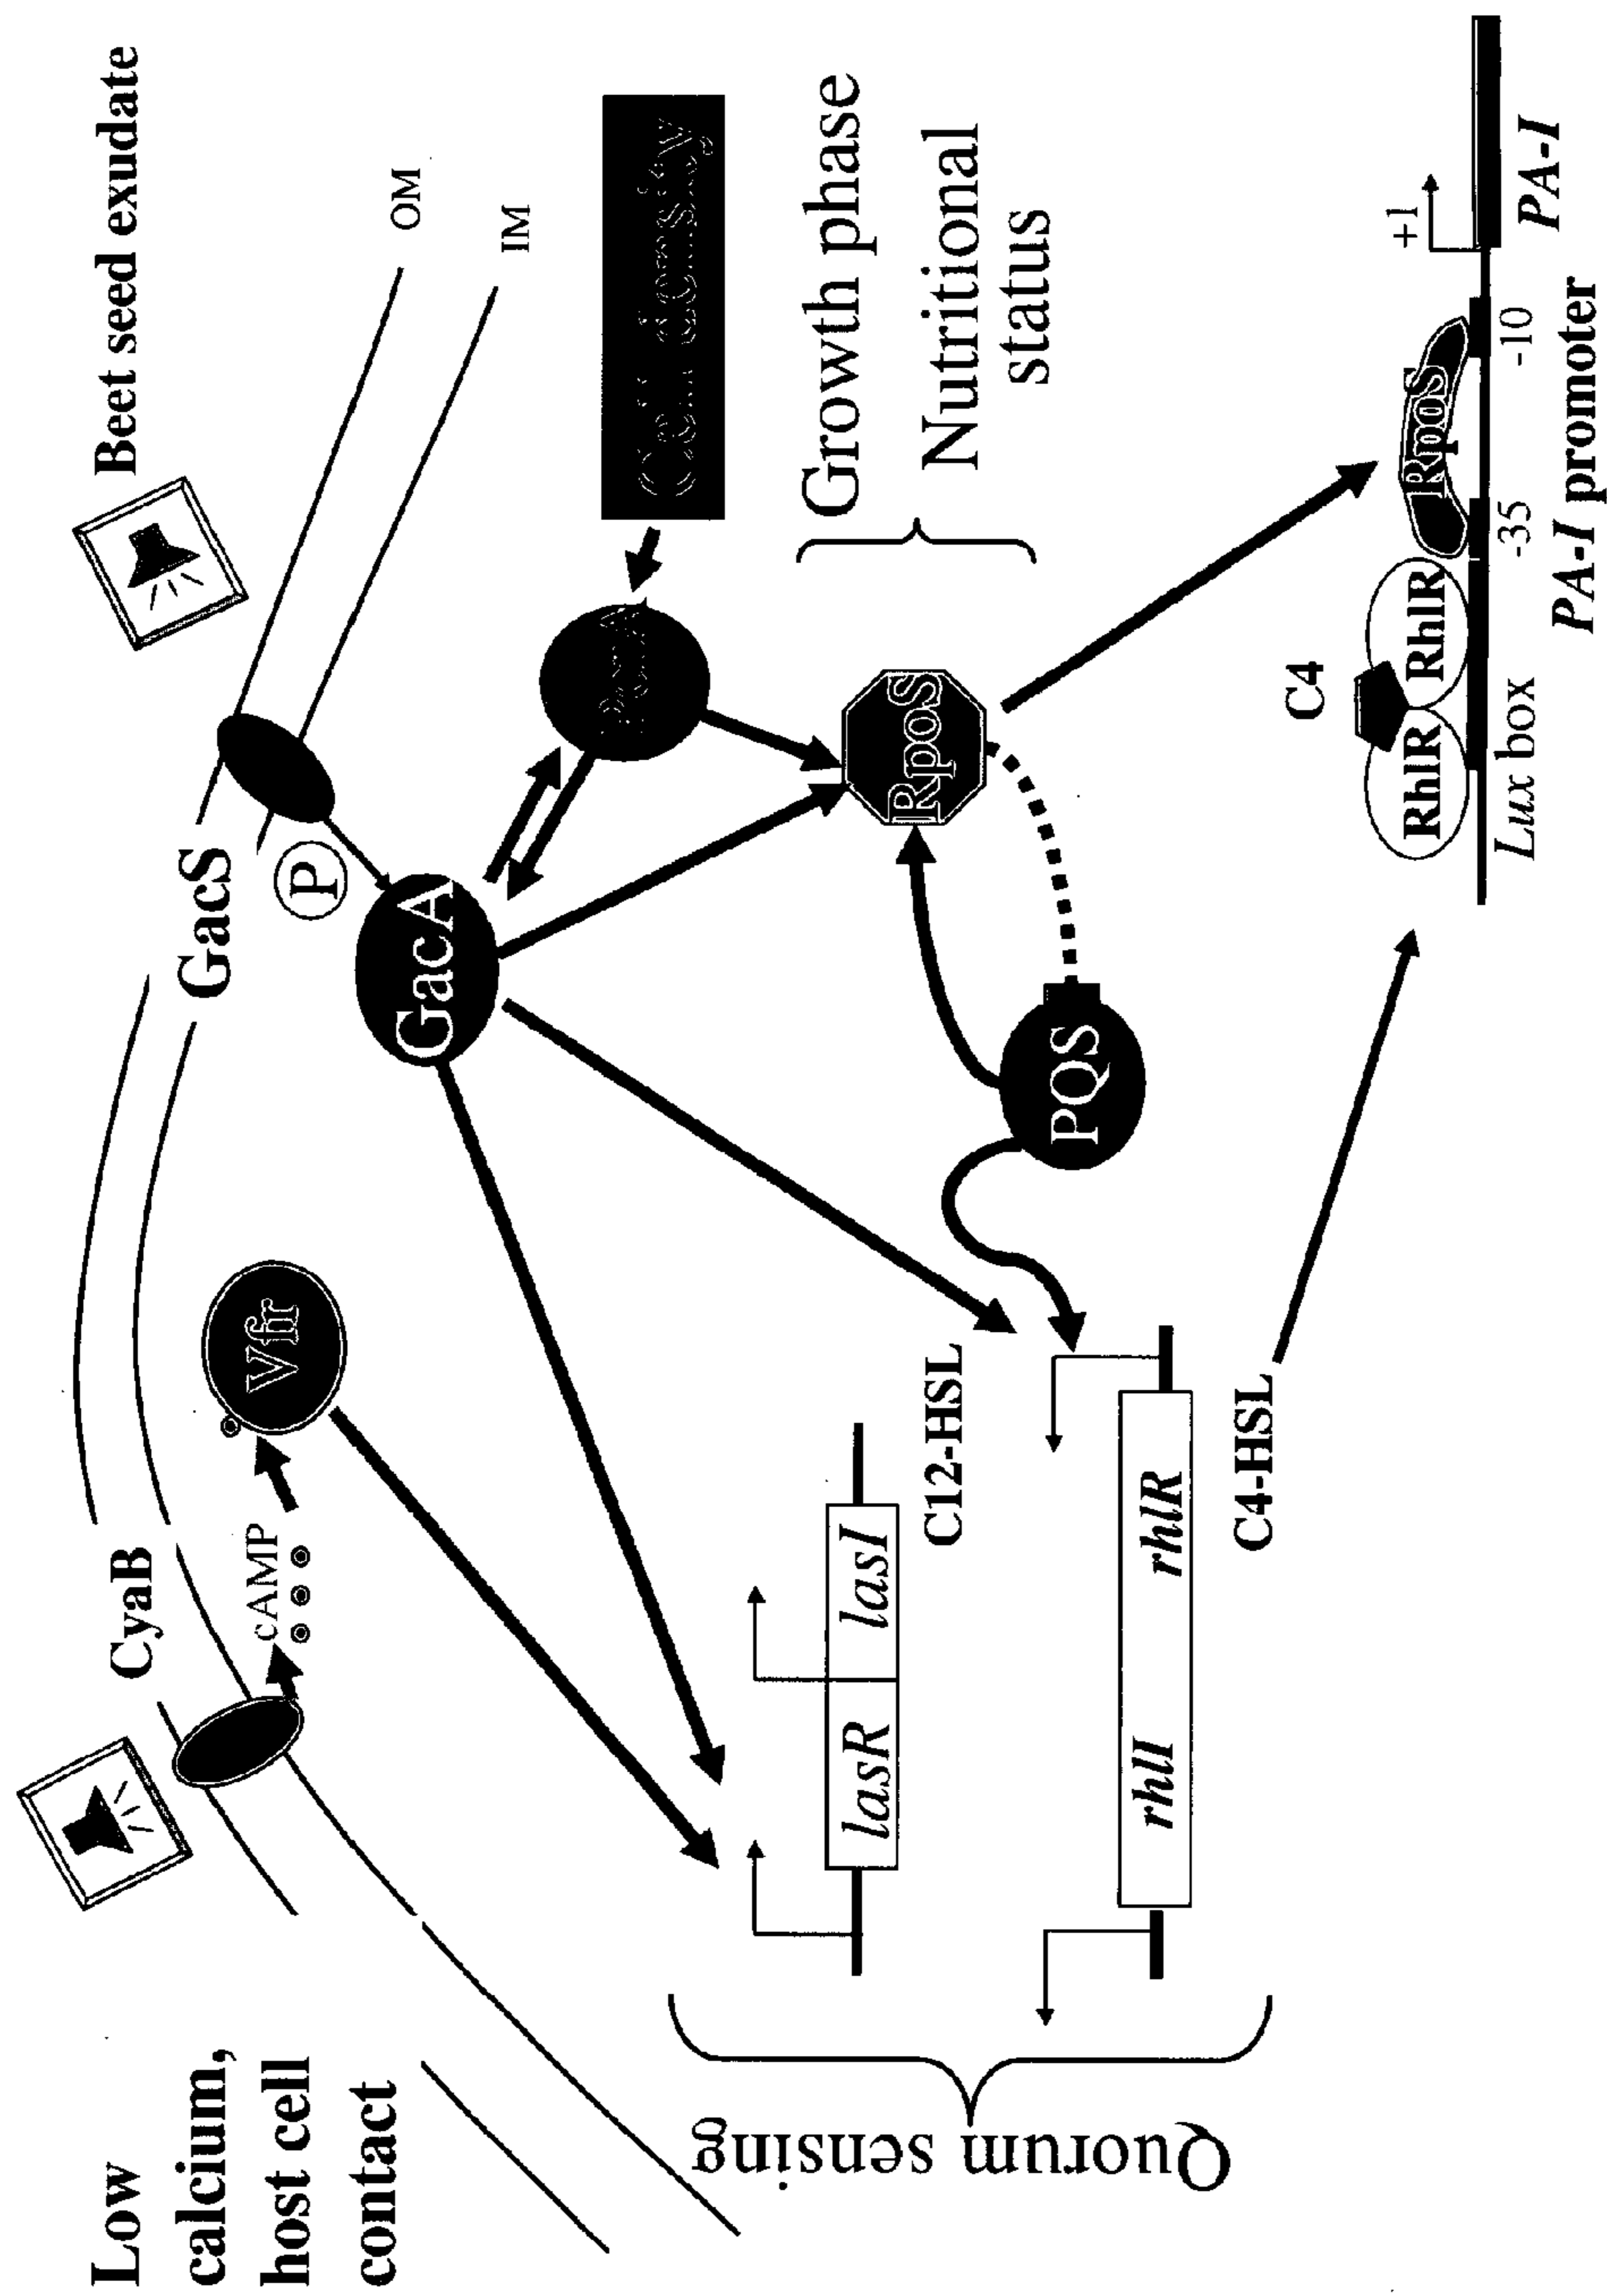 Low
calcium,
host cell
contact
CyaB
cAMP
Vfr
GacS
P
GacA
Beet seed exudate
OM
IM
Cell density
Growth phase
Nutritional
status
RpoS
PQS
Quorum sensing
lasR
lasI
C12-HSL
rhlI
rhlR
C4-HSL
C4
RhlR
RhlR
RpoS
+1
Lux box
-35
-10
PA-I
PA-I promoter